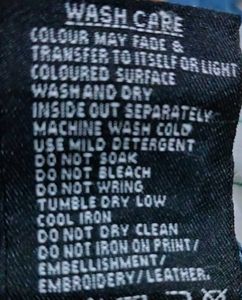 WASH CARE
COLOUR MAY FADE &
TRANSFER TO ITSELF OR LIGHT
COLOURED SURFACE
WASH AND DRY
INSIDE OUT SEPARATELY
MACHINE WASH COLD
USE MILD DETERGENT
DO NOT SOAK
DO NOT BLEACH
DO NOT WRING
TUMBLE DRY LOW
COOL IRON
DO NOT DRY CLEAN
DO NOT IRON ON PRINT/
EMBELLISHMENT/
EMBROIDERY/LEATHER.